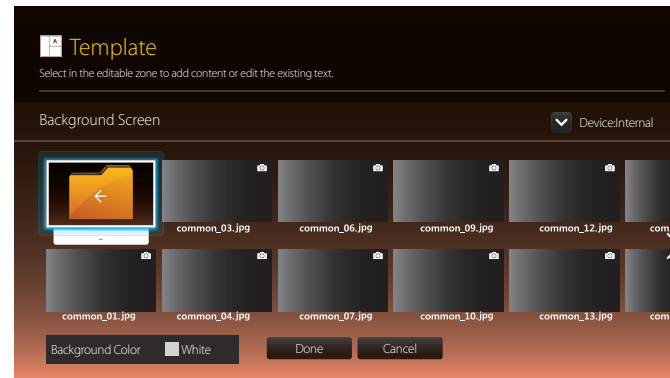 A
Template
Select in the editable zone to add content or edit the existing text.
Background Screen
Device:Internal
common_03.jpg common_06.jpg common_09.jpg common_12.jpg com
..
common_01.jpg common_04.jpg common_07.jpg common_10.jpg common_13.jpg com
Background Color White Done Cancel